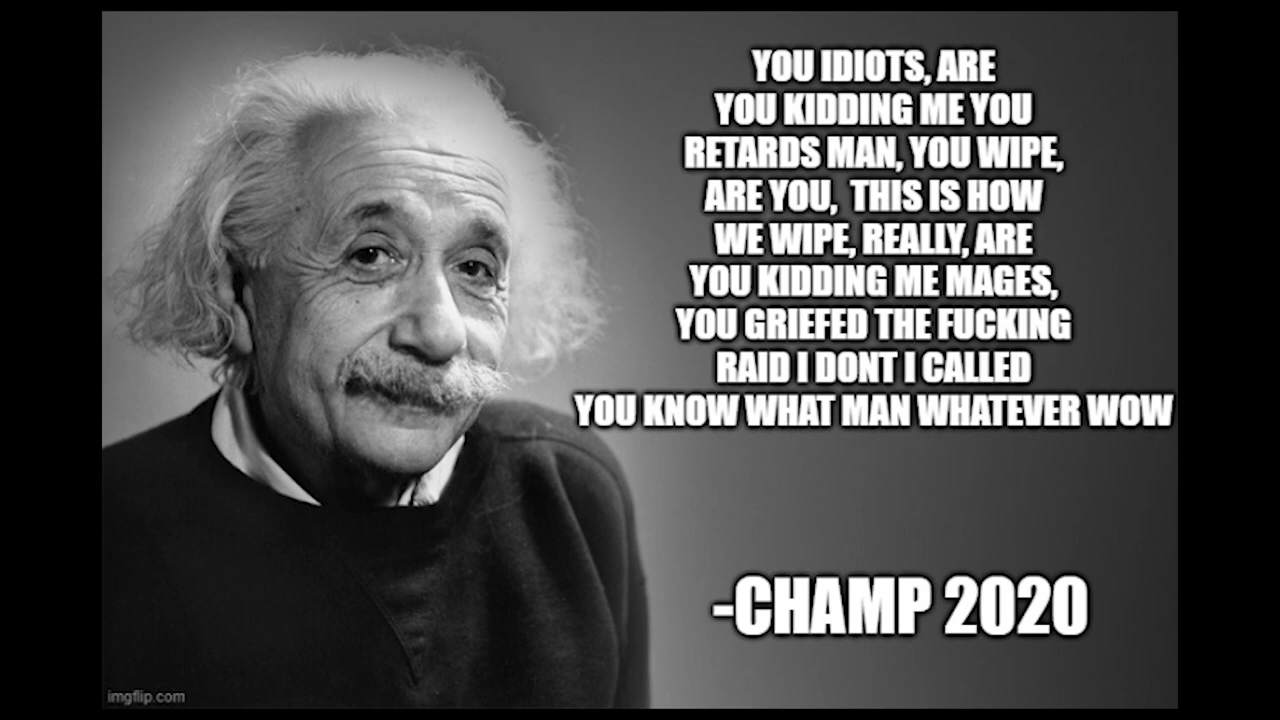 YOU IDIOTS, ARE
YOU KIDDING ME YOU
RETARDS MAN, YOU WIPE,
ARE YOU,  THIS IS HOW
WE WIPE, REALLY, ARE
YOU KIDDING ME MAGES,
YOU GRIEFED THE FUCKING
RAID I DONT I CALLED
YOU KNOW WHAT MAN WHATEVER WOW
-CHAMP 2020
imgflip.com